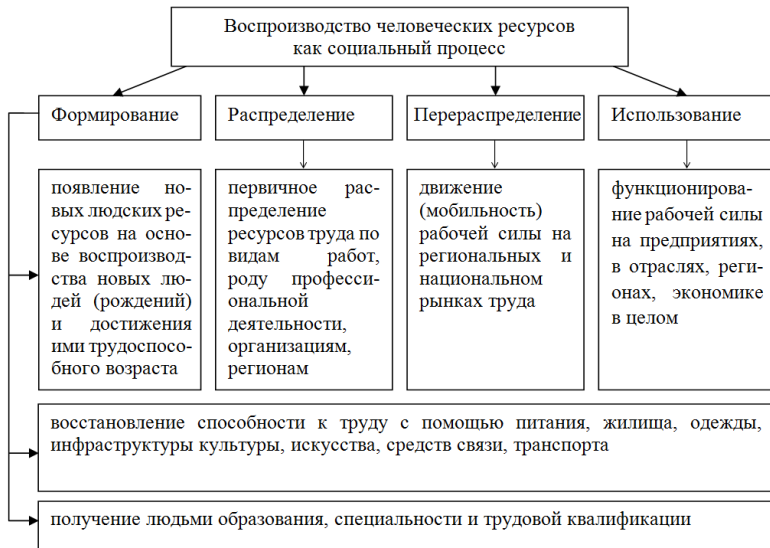 Воспроизводство человеческих ресурсов
как социальный процесс
Формирование
Распределение
Перераспределение
Использование
появление но-
вых людских ре-
сурсов на осно-
ве воспроизводс-
тва новых лю-
дей (рождений)
и достижения
ими трудоспосо-
бного возраста
первичное рас-
пределение
ресурсов труда по
видам работ,
роду професси-
ональной
деятельности,
организациям,
регионам
движение
(мобильность)
рабочей силы на
региональных и
национальном
рынках труда
функционирова-
ние рабочей силы
на предприятиях,
в отраслях, реги-
онах, экономике
в целом
восстановление способности к труду с помощью питания, жилища, одежды,
инфраструктуры культуры, искусства, средств связи, транспорта
получение людьми образования, специальности и трудовой квалификации